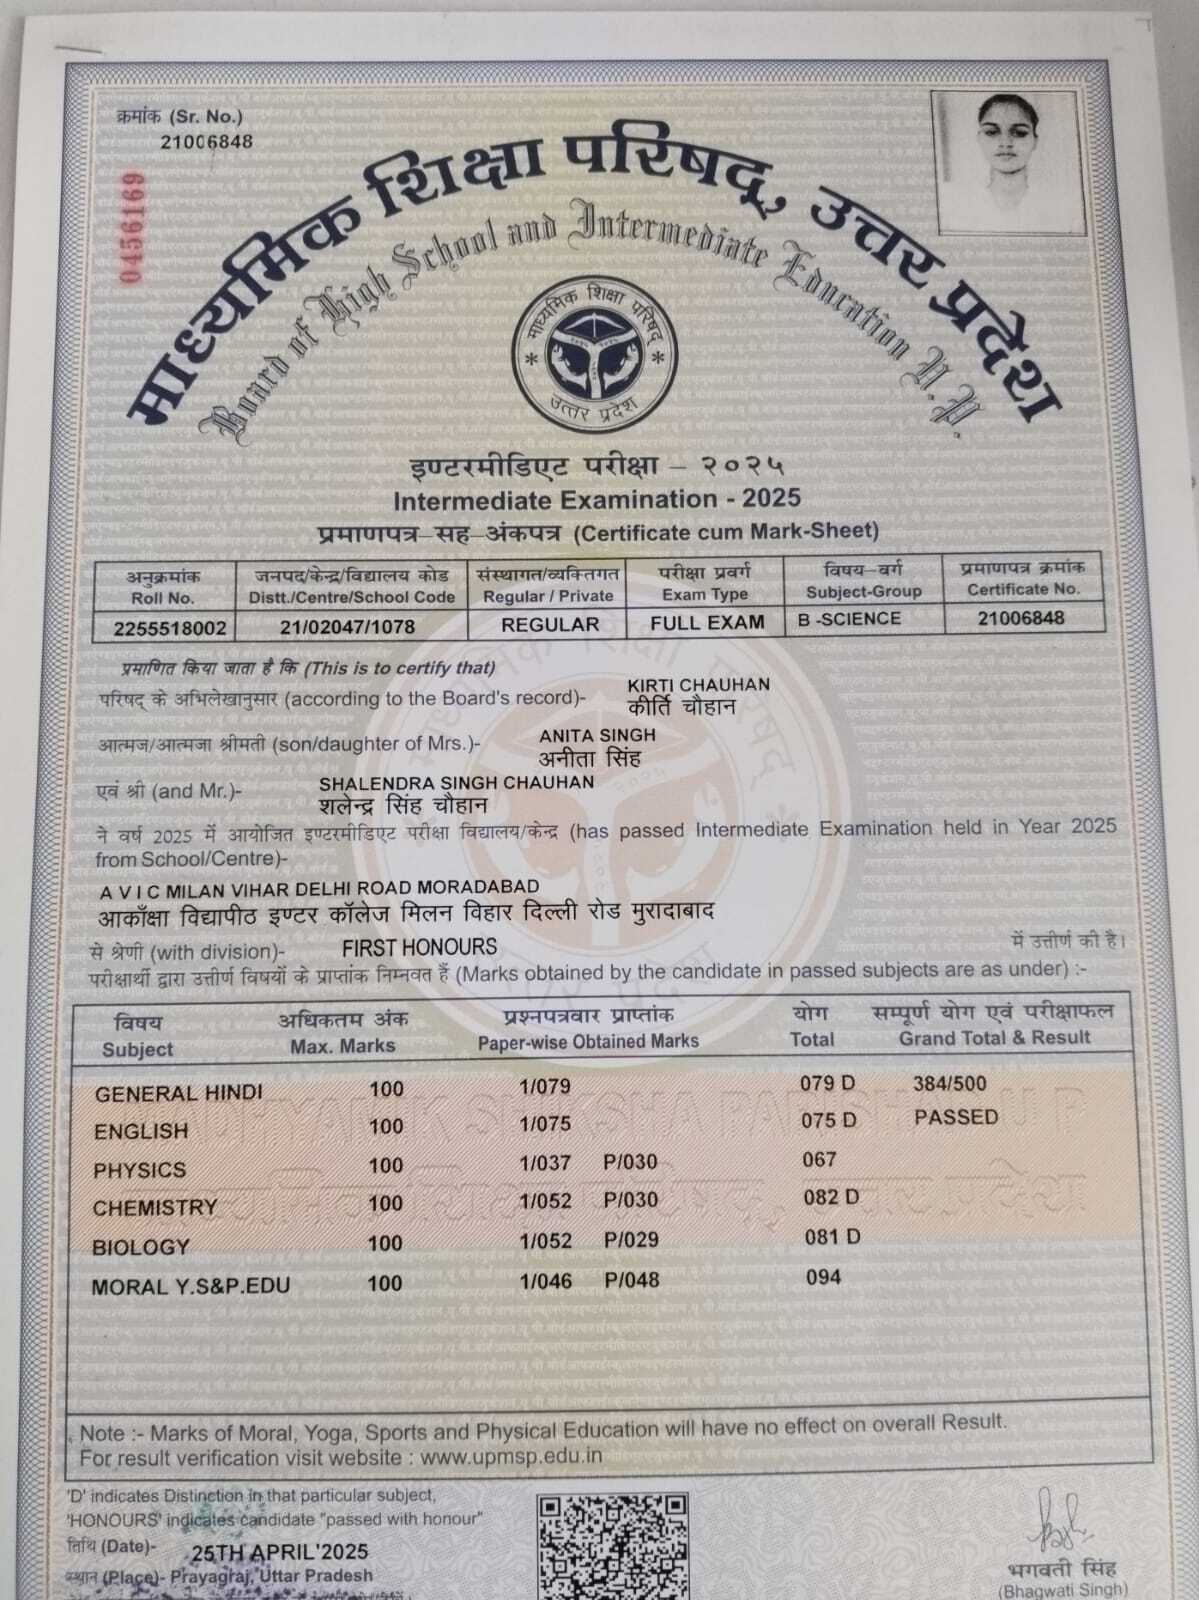 क्रमांक (Sr. No.)
21006848
0456169
माध्यमिक शिक्षा परिषद्, उत्तर प्रदेश
Board of High School and Intermediate Education U.P.
माध्यमिक शिक्षा परिषद्
उत्तर प्रदेश
इण्टरमीडिएट परीक्षा – २०२५
Intermediate Examination - 2025
प्रमाणपत्र–सह–अंकपत्र (Certificate cum Mark-Sheet)
अनुक्रमांक जनपद/केन्द्र/विद्यालय कोड संस्थागत/व्यक्तिगत परीक्षा प्रवर्ग विषय–वर्ग प्रमाणपत्र क्रमांक
Roll No. Distt./Centre/School Code Regular / Private Exam Type Subject-Group Certificate No.
2255518002 21/02047/1078 REGULAR FULL EXAM B -SCIENCE 21006848
प्रमाणित किया जाता है कि (This is to certify that)
परिषद् के अभिलेखानुसार (according to the Board's record)- KIRTI CHAUHAN
कीर्ति चौहान
आत्मज/आत्मजा श्रीमती (son/daughter of Mrs.)- ANITA SINGH
अनीता सिंह
एवं श्री (and Mr.)- SHALENDRA SINGH CHAUHAN
शलेन्द्र सिंह चौहान
ने वर्ष 2025 में आयोजित इण्टरमीडिएट परीक्षा विद्यालय/केन्द्र (has passed Intermediate Examination held in Year 2025
from School/Centre)-
A V I C MILAN VIHAR DELHI ROAD MORADABAD
आकाँक्षा विद्यापीठ इण्टर कॉलेज मिलन विहार दिल्ली रोड मुरादाबाद
से श्रेणी (with division)- FIRST HONOURS में उत्तीर्ण की है।
परीक्षार्थी द्वारा उत्तीर्ण विषयों के प्राप्तांक निम्नवत हैं (Marks obtained by the candidate in passed subjects are as under) :-
विषय अधिकतम अंक प्रश्नपत्रवार प्राप्तांक योग सम्पूर्ण योग एवं परीक्षाफल
Subject Max. Marks Paper-wise Obtained Marks Total Grand Total & Result
GENERAL HINDI 100 1/079 079 D 384/500
ENGLISH 100 1/075 075 D PASSED
PHYSICS 100 1/037 P/030 067
CHEMISTRY 100 1/052 P/030 082 D
BIOLOGY 100 1/052 P/029 081 D
MORAL Y.S&P.EDU 100 1/046 P/048 094
Note :- Marks of Moral, Yoga, Sports and Physical Education will have no effect on overall Result.
For result verification visit website : www.upmsp.edu.in
'D' indicates Distinction in that particular subject,
'HONOURS' indicates candidate "passed with honour"
तिथि (Date)- 25TH APRIL'2025
स्थान (Place)- Prayagraj, Uttar Pradesh
भगवती सिंह
(Bhagwati Singh)